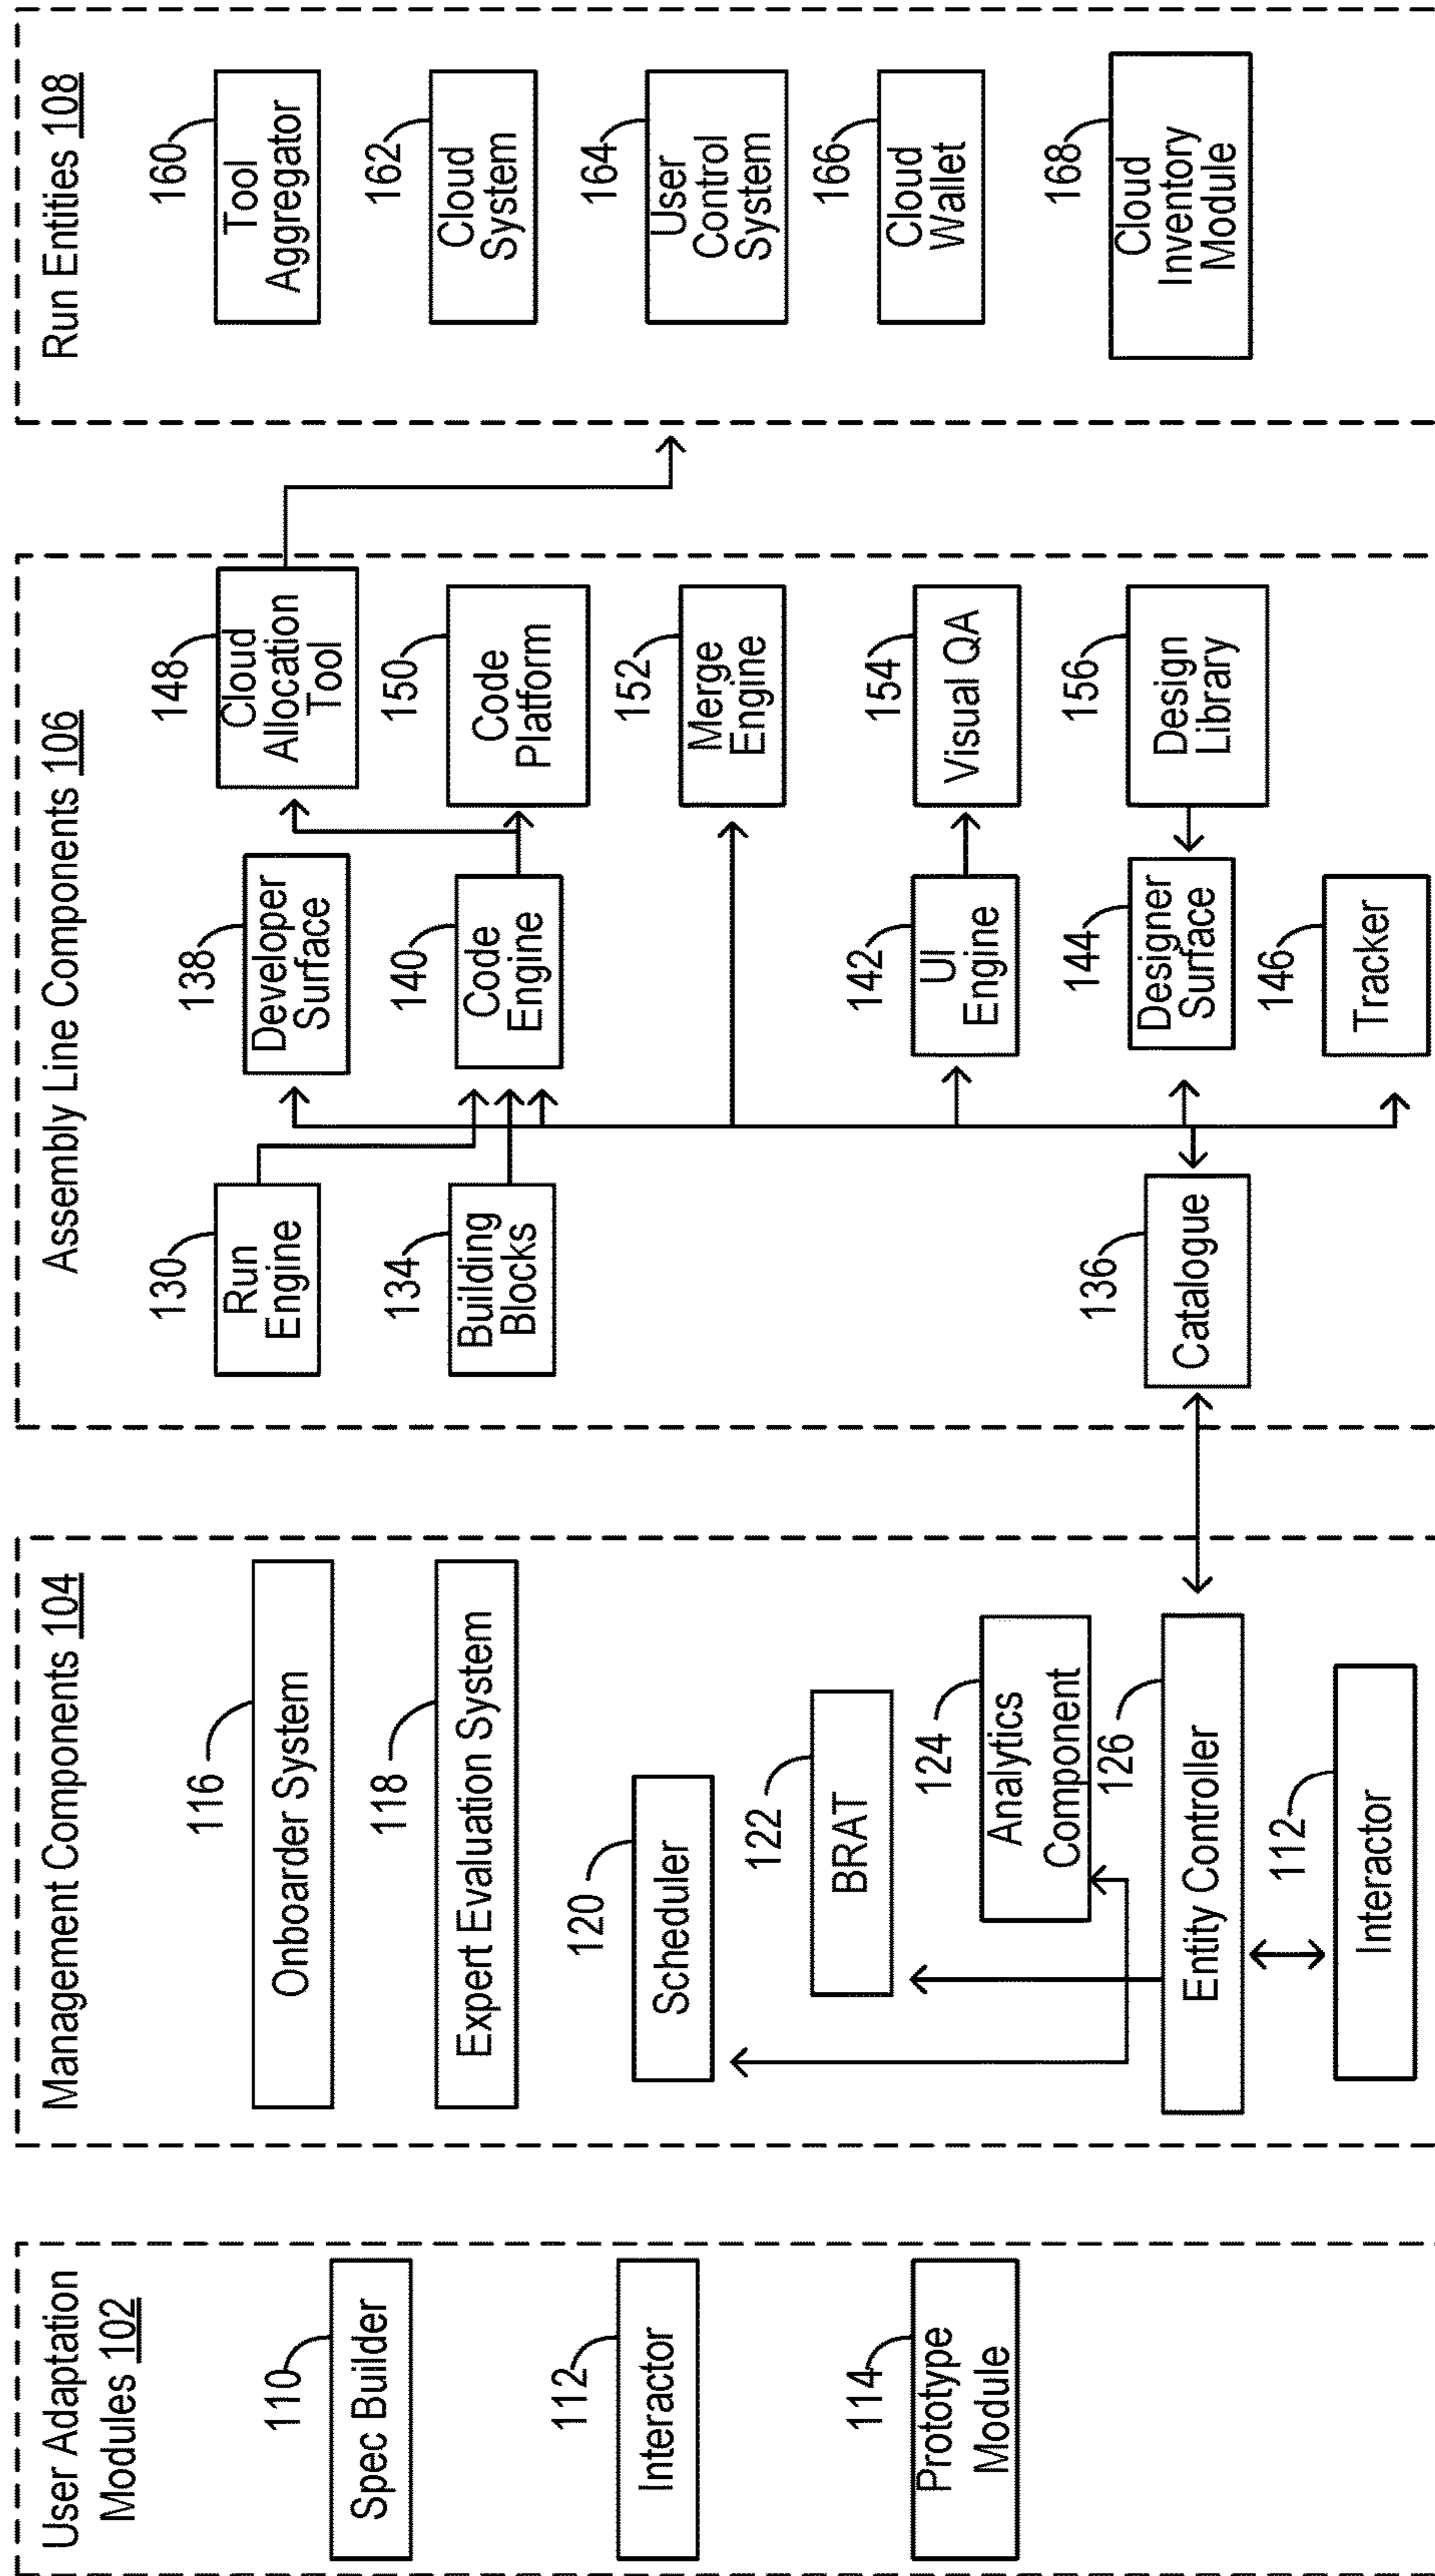 User Adaptation
Modules 102
110
Spec Builder
112
Interactor
114
Prototype
Module
Management Components 104
116
Onboarder System
118
Expert Evaluation System
120
Scheduler
122
BRAT
124
Analytics
Component
126
Entity Controller
112
Interactor
Assembly Line Components 106
130
Run
Engine
134
Building
Blocks
136
Catalogue
138
Developer
Surface
140
Code
Engine
142
UI
Engine
144
Designer
Surface
146
Tracker
148
Cloud
Allocation
Tool
150
Code
Platform
152
Merge
Engine
154
Visual QA
156
Design
Library
Run Entities 108
160
Tool
Aggregator
162
Cloud
System
164
User
Control
System
166
Cloud
Wallet
168
Cloud
Inventory
Module